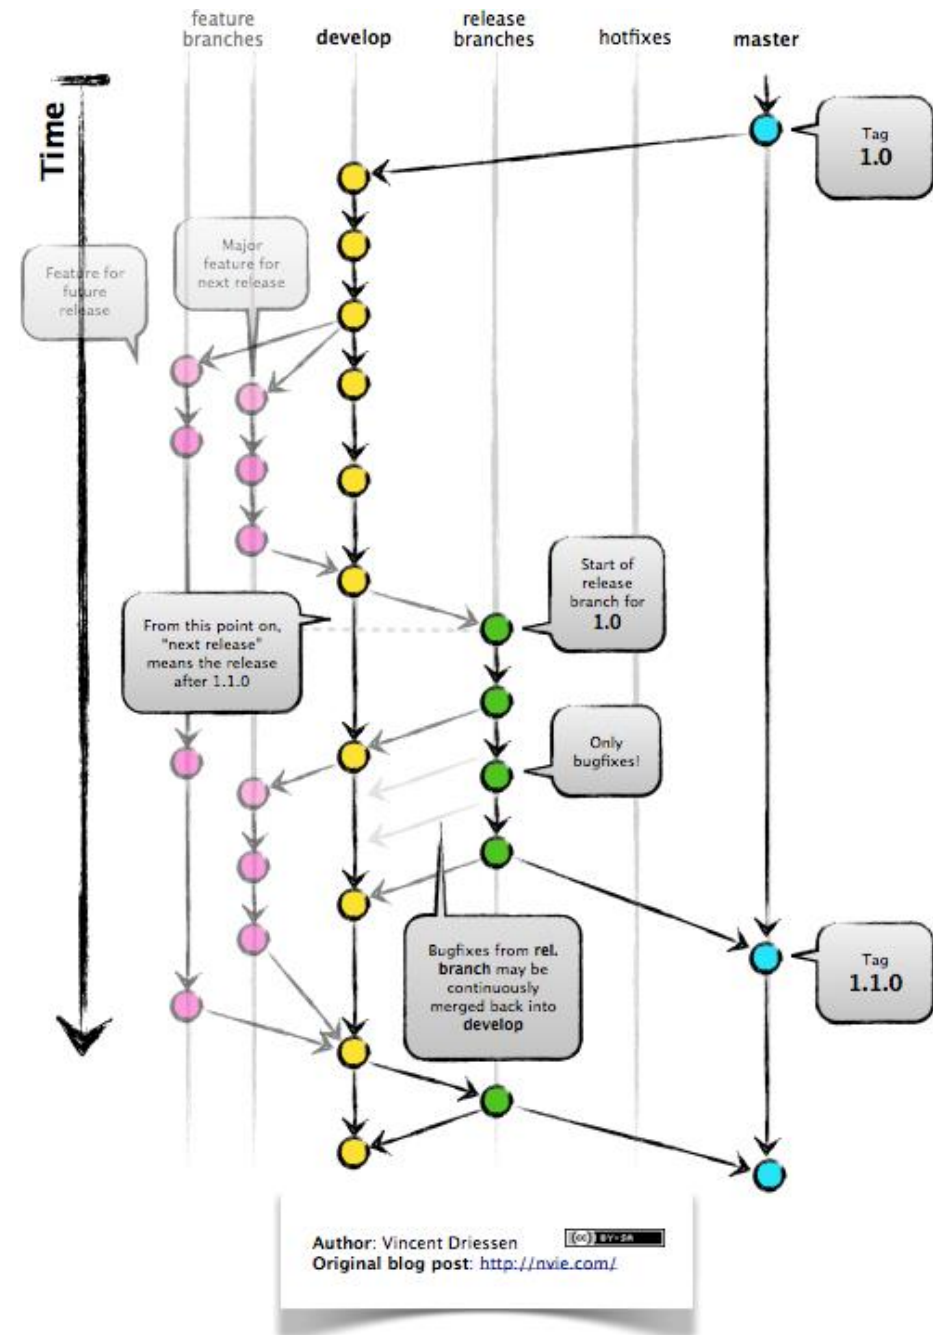 feature
branches
develop
release
branches
hotfixes
master
Time
Tag
1.0
Major
feature for
next release
Feature for
future
release
Start of
release
branch for
1.0
From this point on,
"next release"
means the release
after 1.1.0
Only
bugfixes!
Bugfixes from rel.
branch may be
continuously
merged back into
develop
Tag
1.1.0
Author: Vincent Driessen
(cc) BY-SA
Original blog post: http://nvie.com/